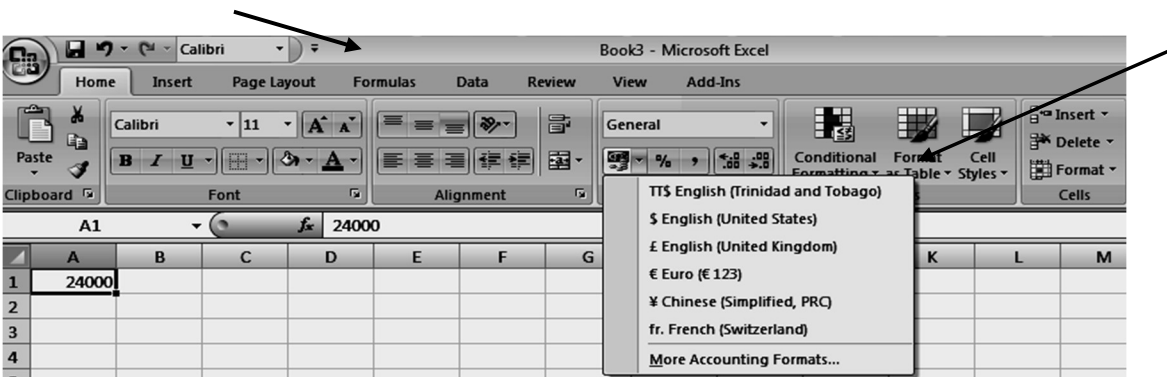 Calibri Book3 - Microsoft Excel
Home Insert Page Layout Formulas Data Review View Add-Ins
Calibri 11 A A General Insert
Paste B I U A % , Conditional Format Cell Delete
Formatting as Table Styles Format
Clipboard Font Alignment Cells
TT$ English (Trinidad and Tobago)
$ English (United States)
£ English (United Kingdom)
€ Euro (€ 123)
¥ Chinese (Simplified, PRC)
fr. French (Switzerland)
More Accounting Formats...
A1 fx 24000
A B C D E F G K L M
1 24000
2
3
4